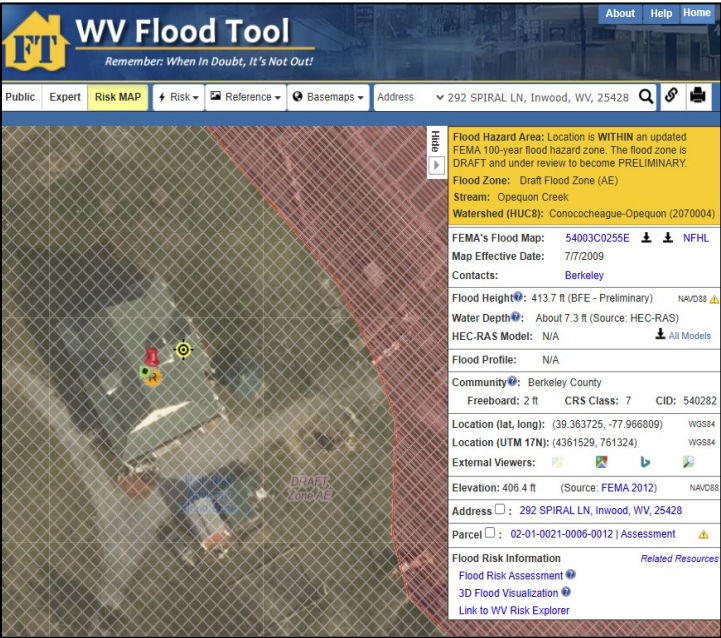 About Help Home
FT WV Flood Tool
Remember: When In Doubt, It's Not Out!
Public Expert Risk MAP Risk Reference Basemaps Address 292 SPIRAL LN, Inwood, WV, 25428
Hide
Flood Hazard Area: Location is WITHIN an updated
FEMA 100-year flood hazard zone. The flood zone is
DRAFT and under review to become PRELIMINARY.
Flood Zone: Draft Flood Zone (AE)
Stream: Opequon Creek
Watershed (HUC8): Conococheague-Opequon (2070004)
FEMA's Flood Map: 54003C0255E NFHL
Map Effective Date: 7/7/2009
Contacts: Berkeley
Flood Height?: 413.7 ft (BFE - Preliminary) NAVD88
Water Depth?: About 7.3 ft (Source: HEC-RAS)
HEC-RAS Model: N/A All Models
Flood Profile: N/A
Community?: Berkeley County
Freeboard: 2 ft CRS Class: 7 CID: 540282
Location (lat, long): (39.363725, -77.966809) WGS84
Location (UTM 17N): (4361529, 761324) WGS84
External Viewers:
Elevation: 406.4 ft (Source: FEMA 2012) NAVD88
Address : 292 SPIRAL LN, Inwood, WV, 25428
Parcel : 02-01-0021-0006-0012 | Assessment
Flood Risk Information Related Resources
Flood Risk Assessment ?
3D Flood Visualization ?
Link to WV Risk Explorer
R
DRAFT
Zone AE